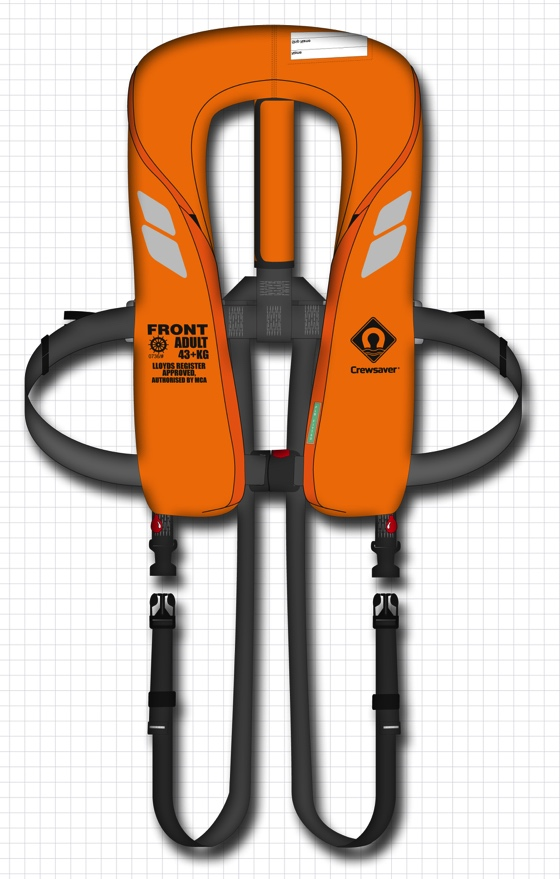 FRONT
ADULT
43+KG
LLOYDS REGISTER
APPROVED,
AUTHORISED BY MCA
Crewsaver